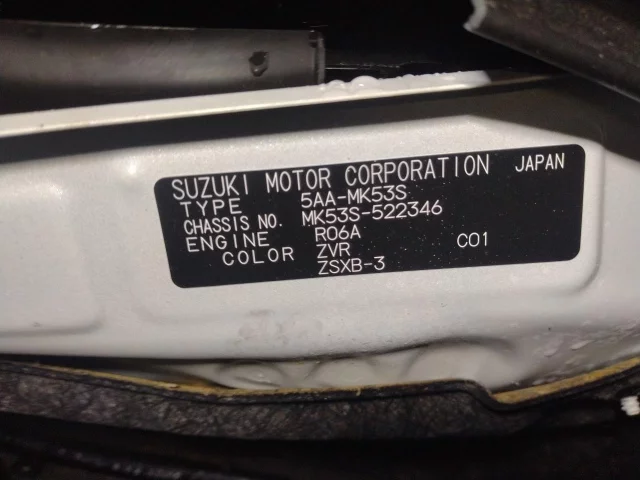 SUZUKI MOTOR CORPORATION JAPAN
TYPE 5AA-MK53S
CHASSIS NO. MK53S-522346
ENGINE R06A
COLOR ZVR C01
ZSXB-3